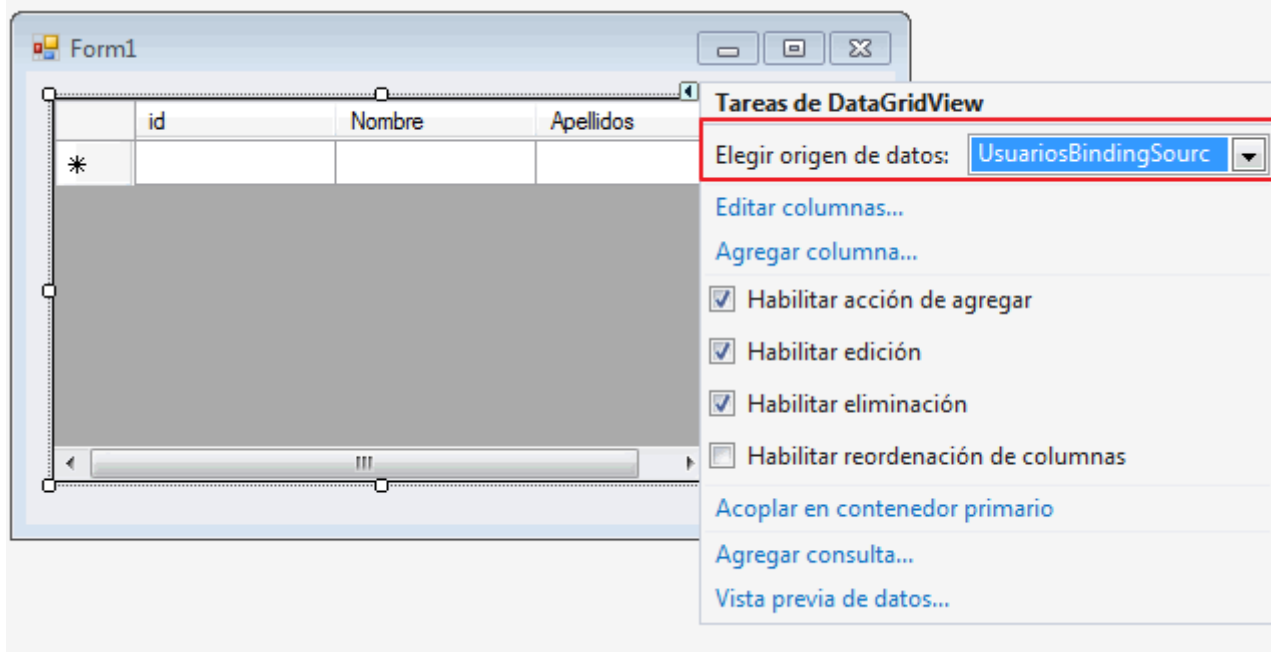 Form1
id Nombre Apellidos
Tareas de DataGridView
Elegir origen de datos: UsuariosBindingSourc
Editar columnas...
Agregar columna...
Habilitar acción de agregar
Habilitar edición
Habilitar eliminación
Habilitar reordenación de columnas
Acoplar en contenedor primario
Agregar consulta...
Vista previa de datos...